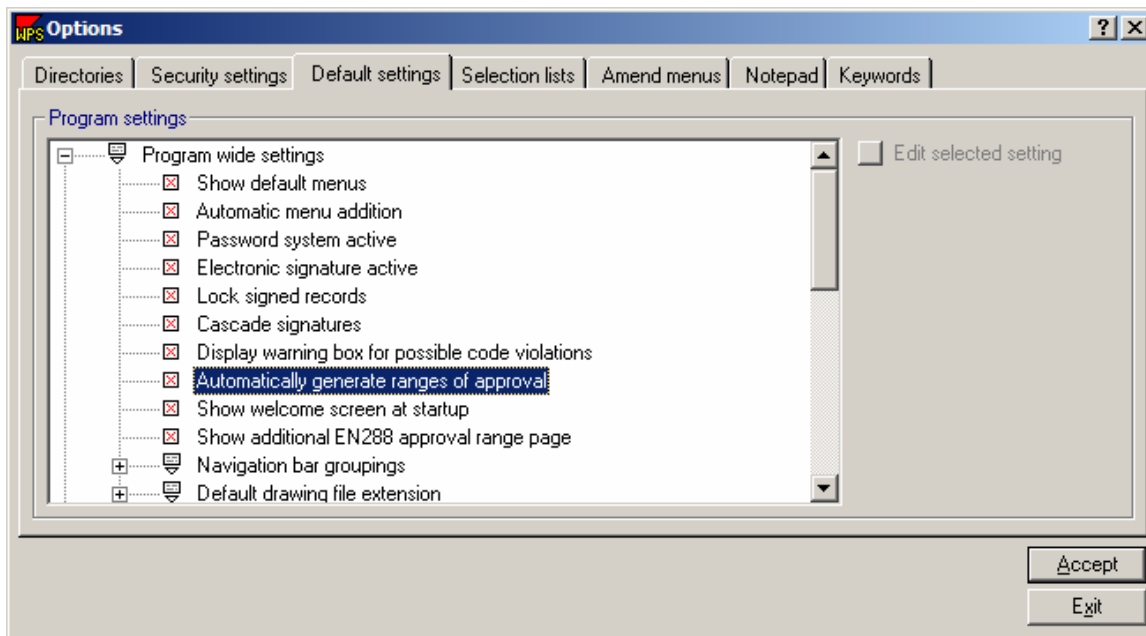 WPS Options
Directories Security settings Default settings Selection lists Amend menus Notepad Keywords
Program settings
Program wide settings
Edit selected setting
Show default menus
Automatic menu addition
Password system active
Electronic signature active
Lock signed records
Cascade signatures
Display warning box for possible code violations
Automatically generate ranges of approval
Show welcome screen at startup
Show additional EN288 approval range page
Navigation bar groupings
Default drawing file extension
Accept
Exit